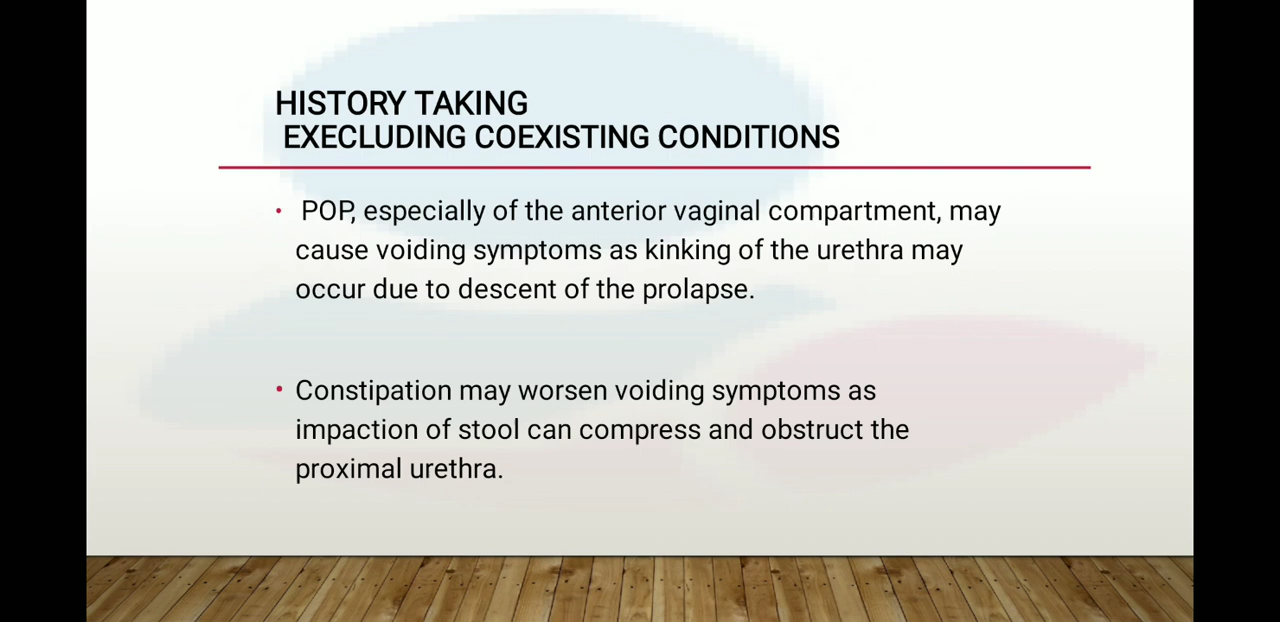 HISTORY TAKING
EXECLUDING COEXISTING CONDITIONS
• POP, especially of the anterior vaginal compartment, may
cause voiding symptoms as kinking of the urethra may
occur due to descent of the prolapse.
• Constipation may worsen voiding symptoms as
impaction of stool can compress and obstruct the
proximal urethra.